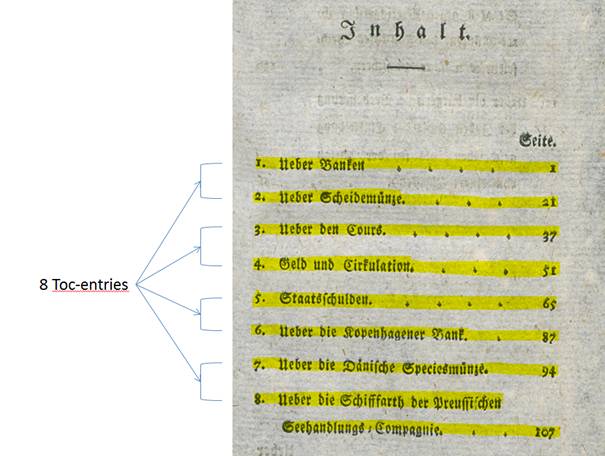 Inhalt.
Seite.
1. Ueber Banken . . . . 1
2. Ueber Scheidemünze. . . . 21
3. Ueber den Cours. . . . . 37
4. Geld und Cirkulation. . . . 51
8 Toc-entries
5. Staatsschulden. . . . . 65
6. Ueber die Kopenhagener Bank. . 87
7. Ueber die Dänische Speciesmünze. 94
8. Ueber die Schifffarth der Preussischen
Seehandlungs-Compagnie. . . 107